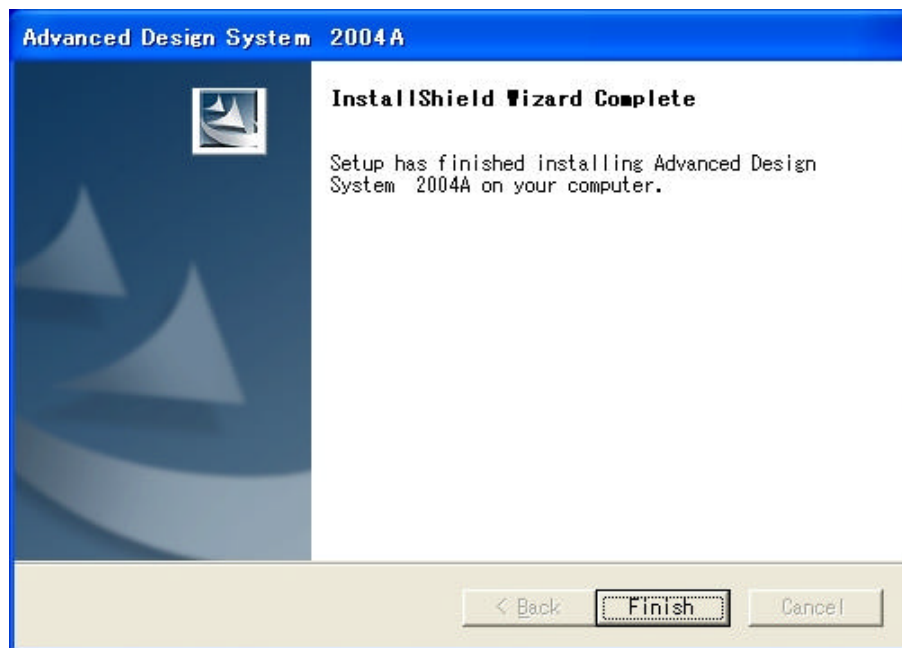 Advanced Design System 2004A
InstallShield Wizard Complete
Setup has finished installing Advanced Design
System 2004A on your computer.
< Back
Finish
Cancel